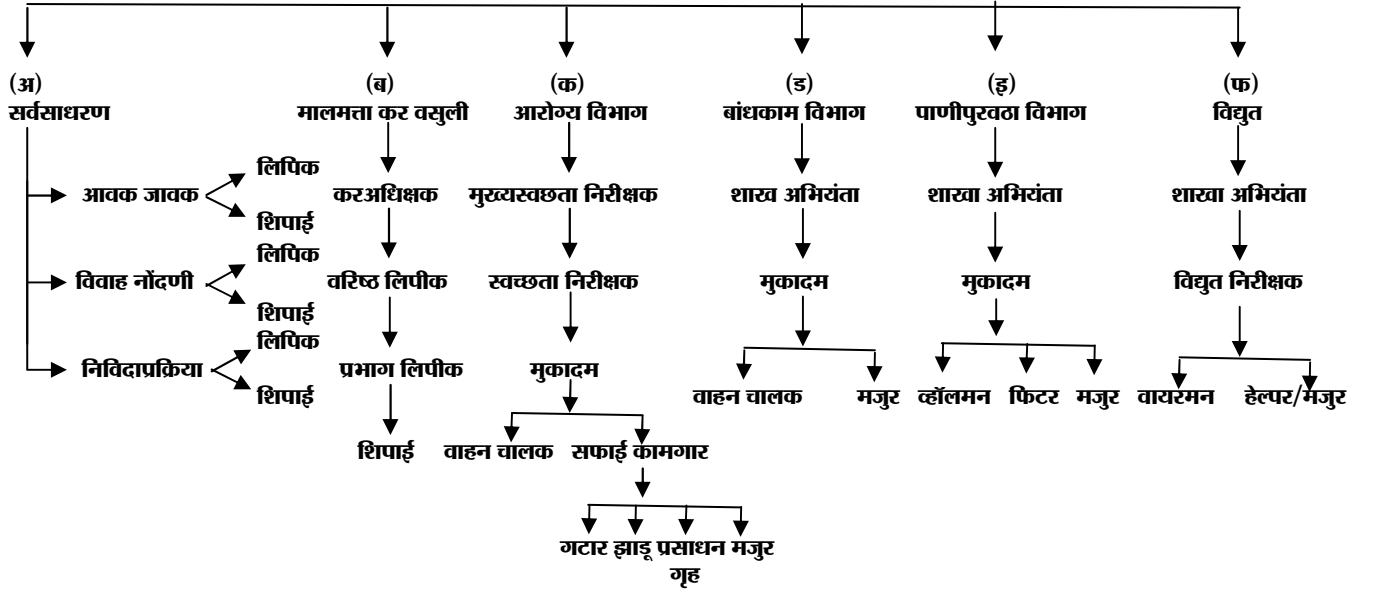 (अ) (ब) (क) (ड) (इ) (फ)
सर्वसाधरण मालमत्ता कर वसुली आरोग्य विभाग बांधकाम विभाग पाणीपुरवठा विभाग विद्युत
लिपिक
आवक जावक करअधिक्षक मुख्यस्वछता निरीक्षक शाख अभियंता शाखा अभियंता शाखा अभियंता
शिपाई
लिपिक
विवाह नोंदणी वरिष्ठ लिपीक स्वच्छता निरीक्षक मुकादम मुकादम विद्युत निरीक्षक
शिपाई
लिपिक
निविदाप्रक्रिया प्रभाग लिपीक मुकादम
शिपाई वाहन चालक मजुर व्हॉलमन फिटर मजुर वायरमन हेल्पर/मजुर
शिपाई वाहन चालक सफाई कामगार
गटार झाडू प्रसाधन मजुर
गृह